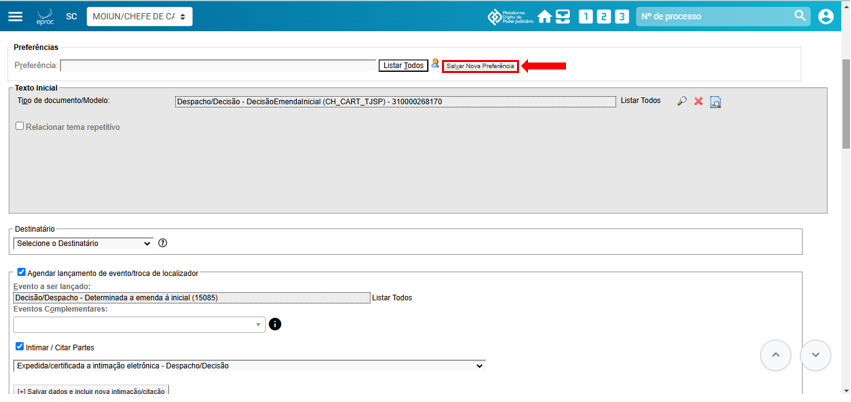 eproc
SC
MOIUN/CHEFE DE CA
Plataforma
Digital do
Poder Judiciário
1 2 3
Nº de processo
Preferências
Preferência:
Listar Todos
Salvar Nova Preferência
Texto Inicial
Tipo de documento/Modelo:
Despacho/Decisão - DecisãoEmendaInicial (CH_CART_TJSP) - 310000268170
Listar Todos
Relacionar tema repetitivo
Destinatário
Selecione o Destinatário
?
Agendar lançamento de evento/troca de localizador
Evento a ser lançado:
Decisão/Despacho - Determinada a emenda à inicial (15085)
Listar Todos
Eventos Complementares:
i
Intimar / Citar Partes
Expedida/certificada a intimação eletrônica - Despacho/Decisão
[+] Salvar dados e incluir nova intimação/citação